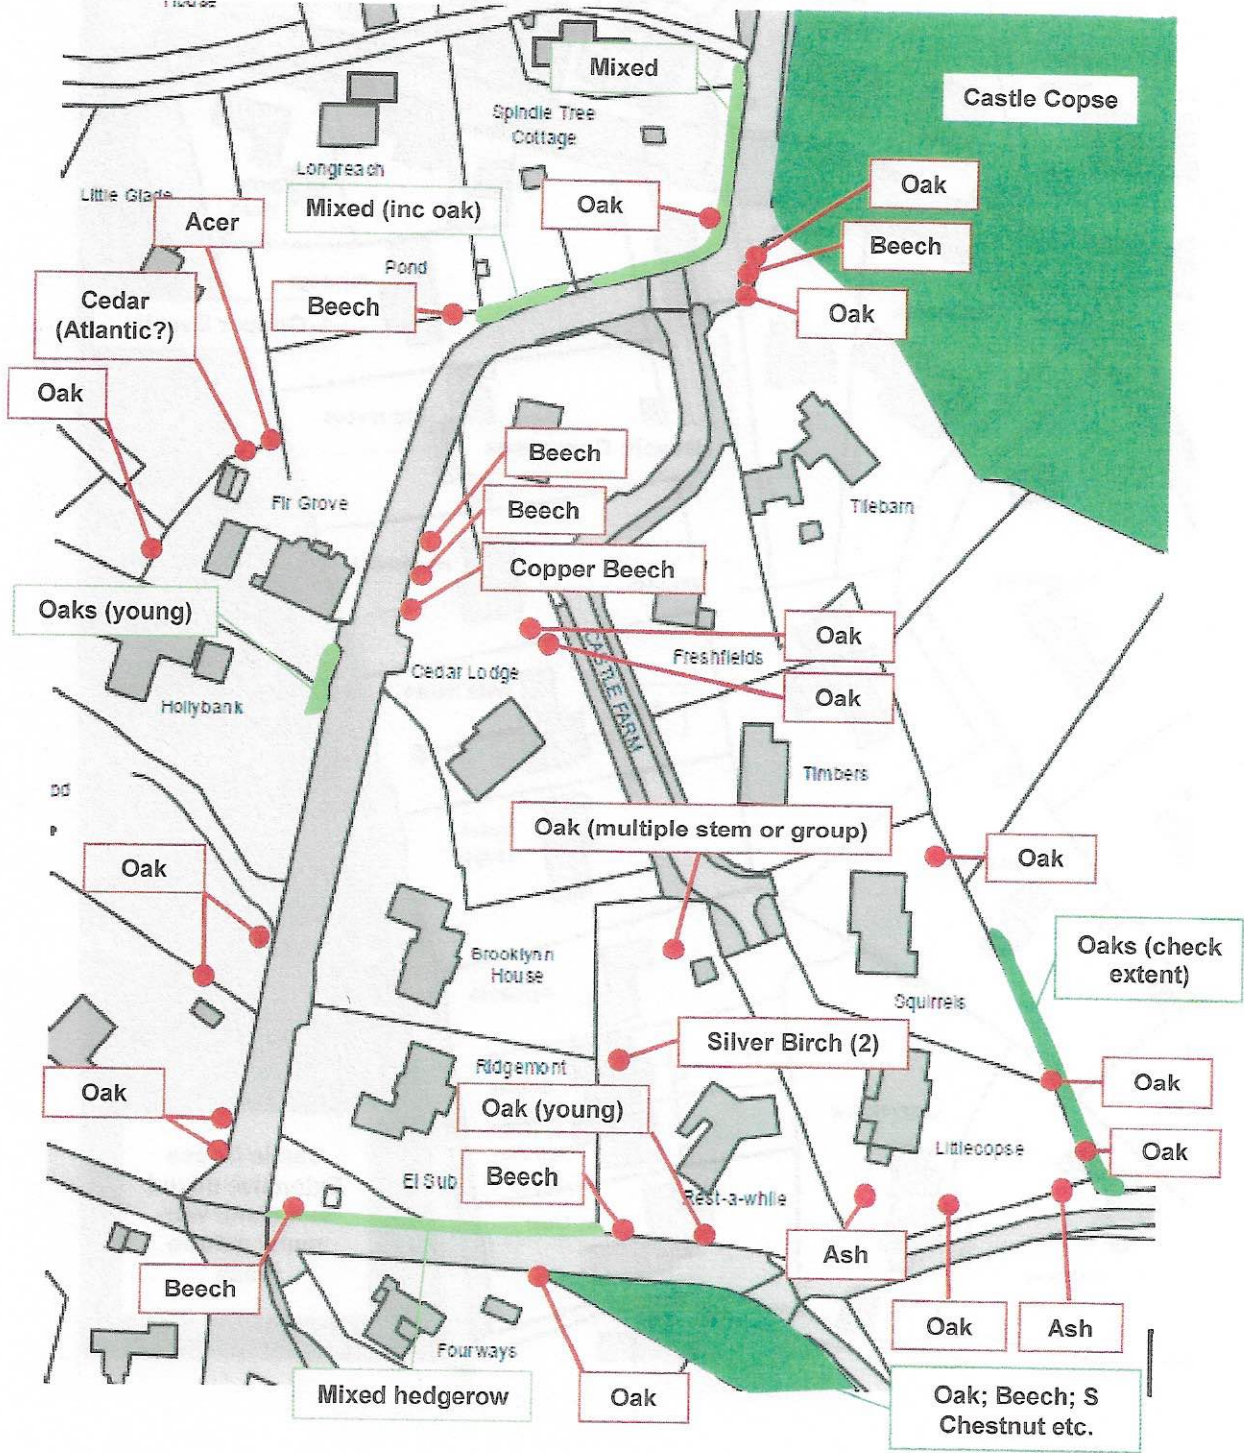 Mixed
Castle Copse
Spindle Tree
Cottage
Longreach
Little Glade
Oak
Mixed (inc oak)
Oak
Acer
Beech
Pond
Cedar
(Atlantic?)
Beech
Oak
Oak
Beech
Fir Grove
Tilebarn
Beech
Copper Beech
Oaks (young)
Oak
Freshfields
Cedar Lodge
CASTLE FARM
Oak
Hollybank
Timbers
Oak (multiple stem or group)
Oak
Oak
Oaks (check
extent)
Brooklynn
House
Squirrels
Silver Birch (2)
Ridgemont
Oak
Oak
Oak (young)
Littlecopse
Oak
El Sub
Beech
Rest-a-while
Ash
Beech
Oak
Ash
Fourways
Mixed hedgerow
Oak
Oak; Beech; S
Chestnut etc.